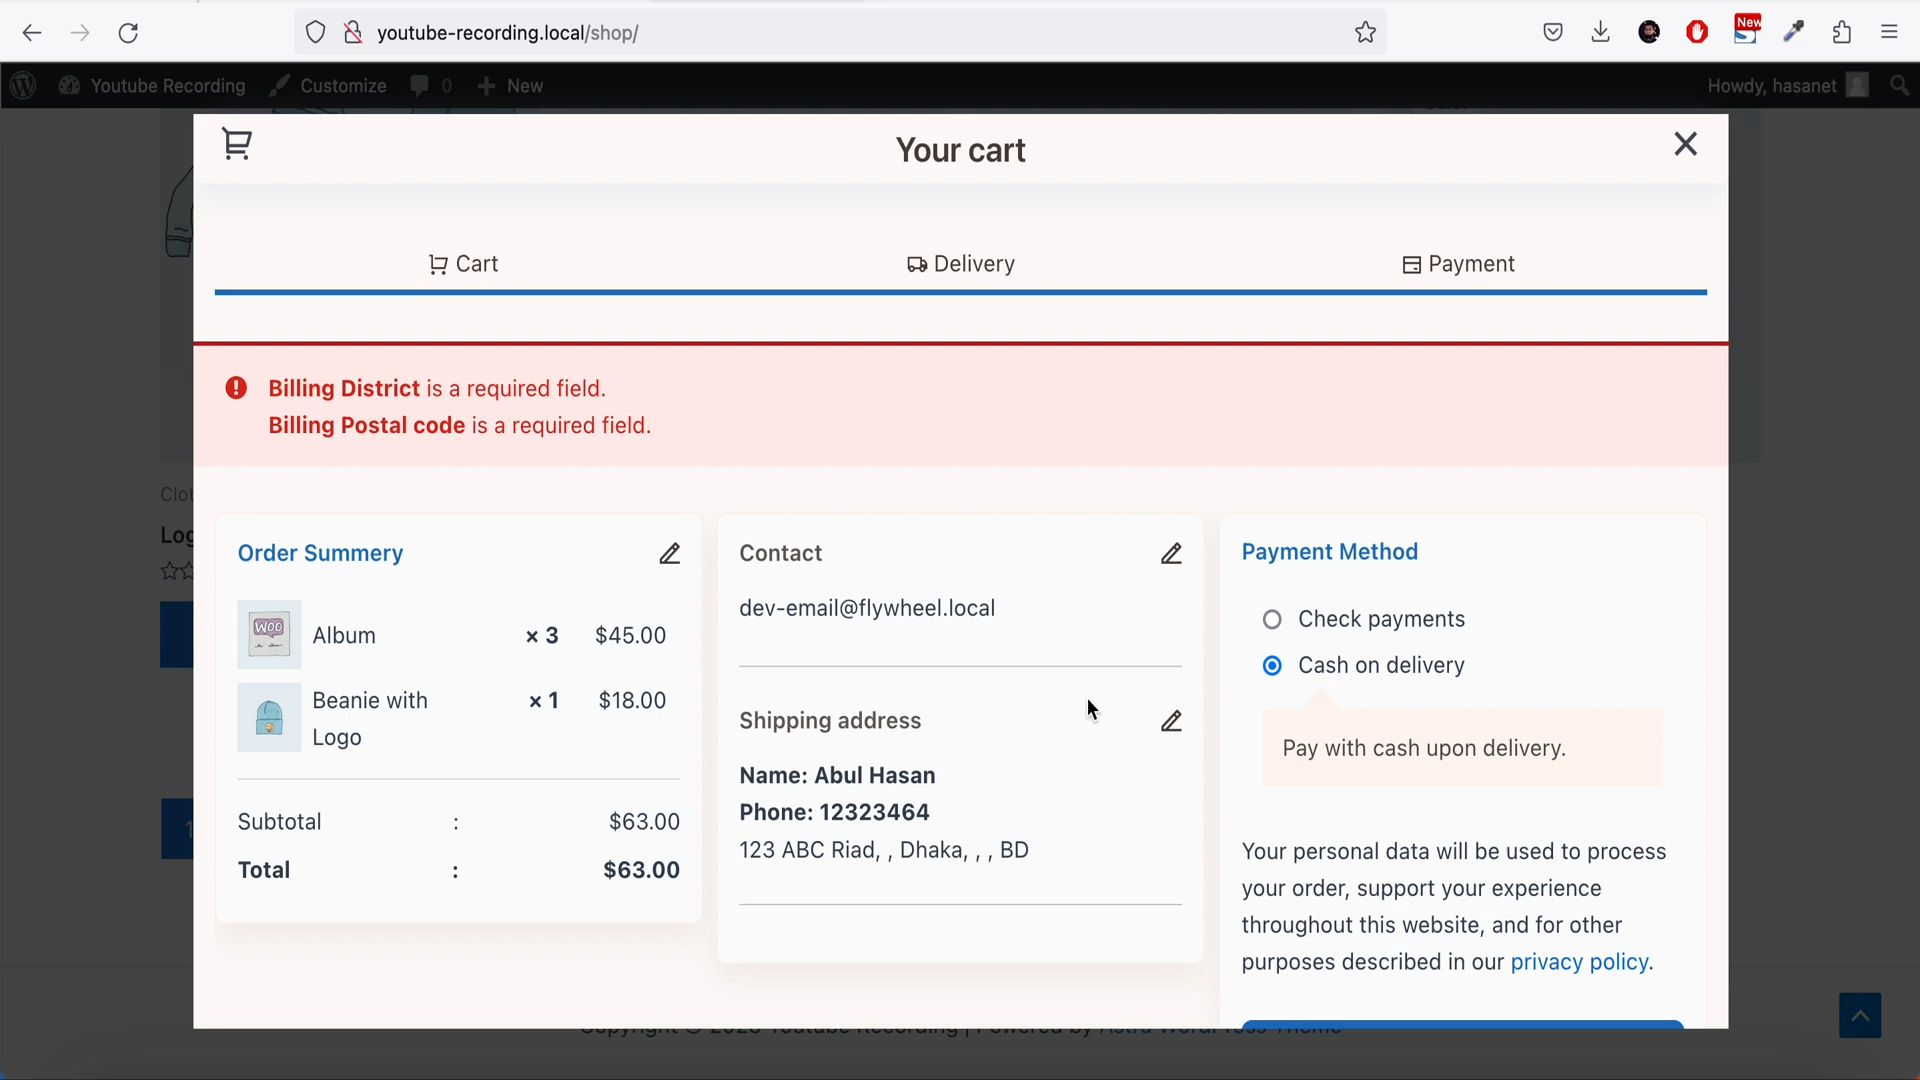 youtube-recording.local/shop/
New
Youtube Recording
Customize
0
New
Howdy, hasanet
Your cart
Cart
Delivery
Payment
Billing District is a required field.
Billing Postal code is a required field.
Order Summery
Album × 3 $45.00
Beanie with Logo × 1 $18.00
Subtotal : $63.00
Total : $63.00
Contact
dev-email@flywheel.local
Shipping address
Name: Abul Hasan
Phone: 12323464
123 ABC Riad, , Dhaka, , , BD
Payment Method
Check payments
Cash on delivery
Pay with cash upon delivery.
Your personal data will be used to process
your order, support your experience
throughout this website, and for other
purposes described in our privacy policy.
WOO
Clot
Log
1